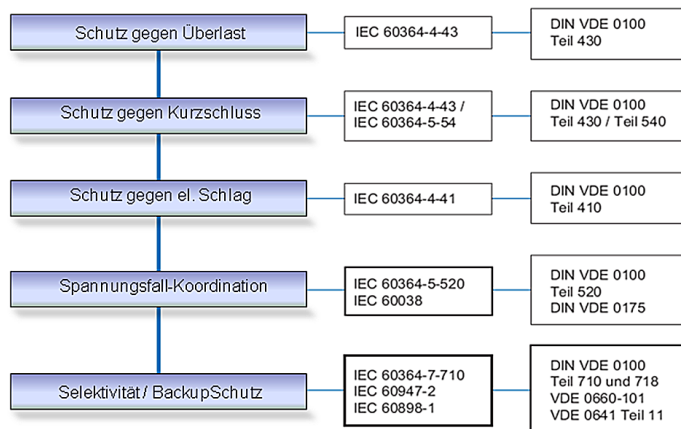 Schutz gegen Überlast
IEC 60364-4-43
DIN VDE 0100
Teil 430
Schutz gegen Kurzschluss
IEC 60364-4-43 /
IEC 60364-5-54
DIN VDE 0100
Teil 430 / Teil 540
Schutz gegen el. Schlag
IEC 60364-4-41
DIN VDE 0100
Teil 410
Spannungsfall-Koordination
IEC 60364-5-520
IEC 60038
DIN VDE 0100
Teil 520
DIN VDE 0175
Selektivität / BackupSchutz
IEC 60364-7-710
IEC 60947-2
IEC 60898-1
DIN VDE 0100
Teil 710 und 718
VDE 0660-101
VDE 0641 Teil 11